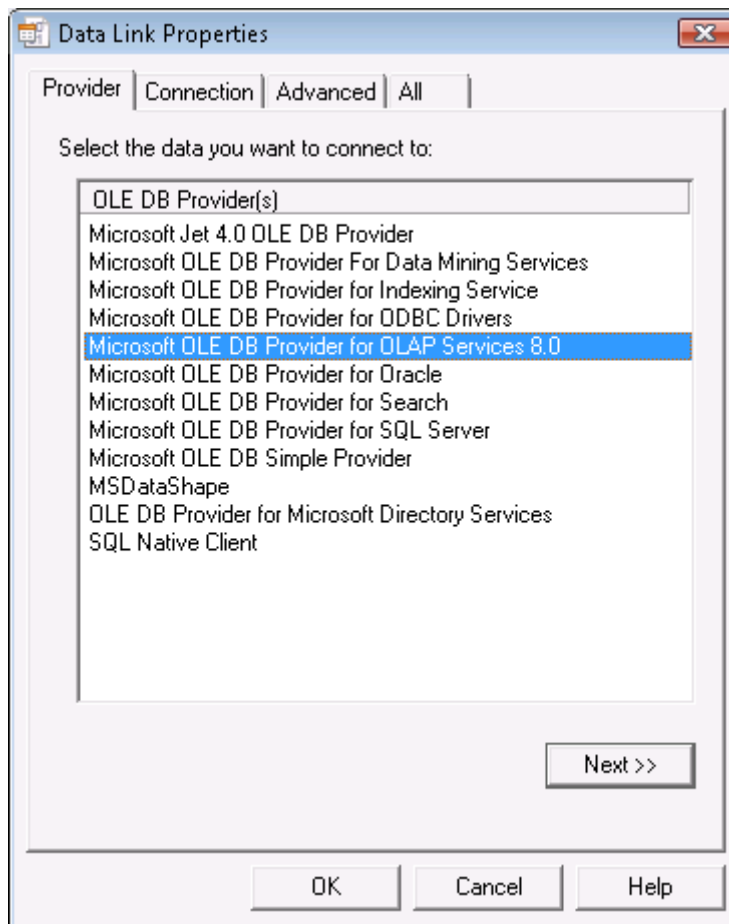 Data Link Properties
Provider Connection Advanced All
Select the data you want to connect to:
OLE DB Provider(s)
Microsoft Jet 4.0 OLE DB Provider
Microsoft OLE DB Provider For Data Mining Services
Microsoft OLE DB Provider for Indexing Service
Microsoft OLE DB Provider for ODBC Drivers
Microsoft OLE DB Provider for OLAP Services 8.0
Microsoft OLE DB Provider for Oracle
Microsoft OLE DB Provider for Search
Microsoft OLE DB Provider for SQL Server
Microsoft OLE DB Simple Provider
MSDataShape
OLE DB Provider for Microsoft Directory Services
SQL Native Client
Next >>
OK Cancel Help